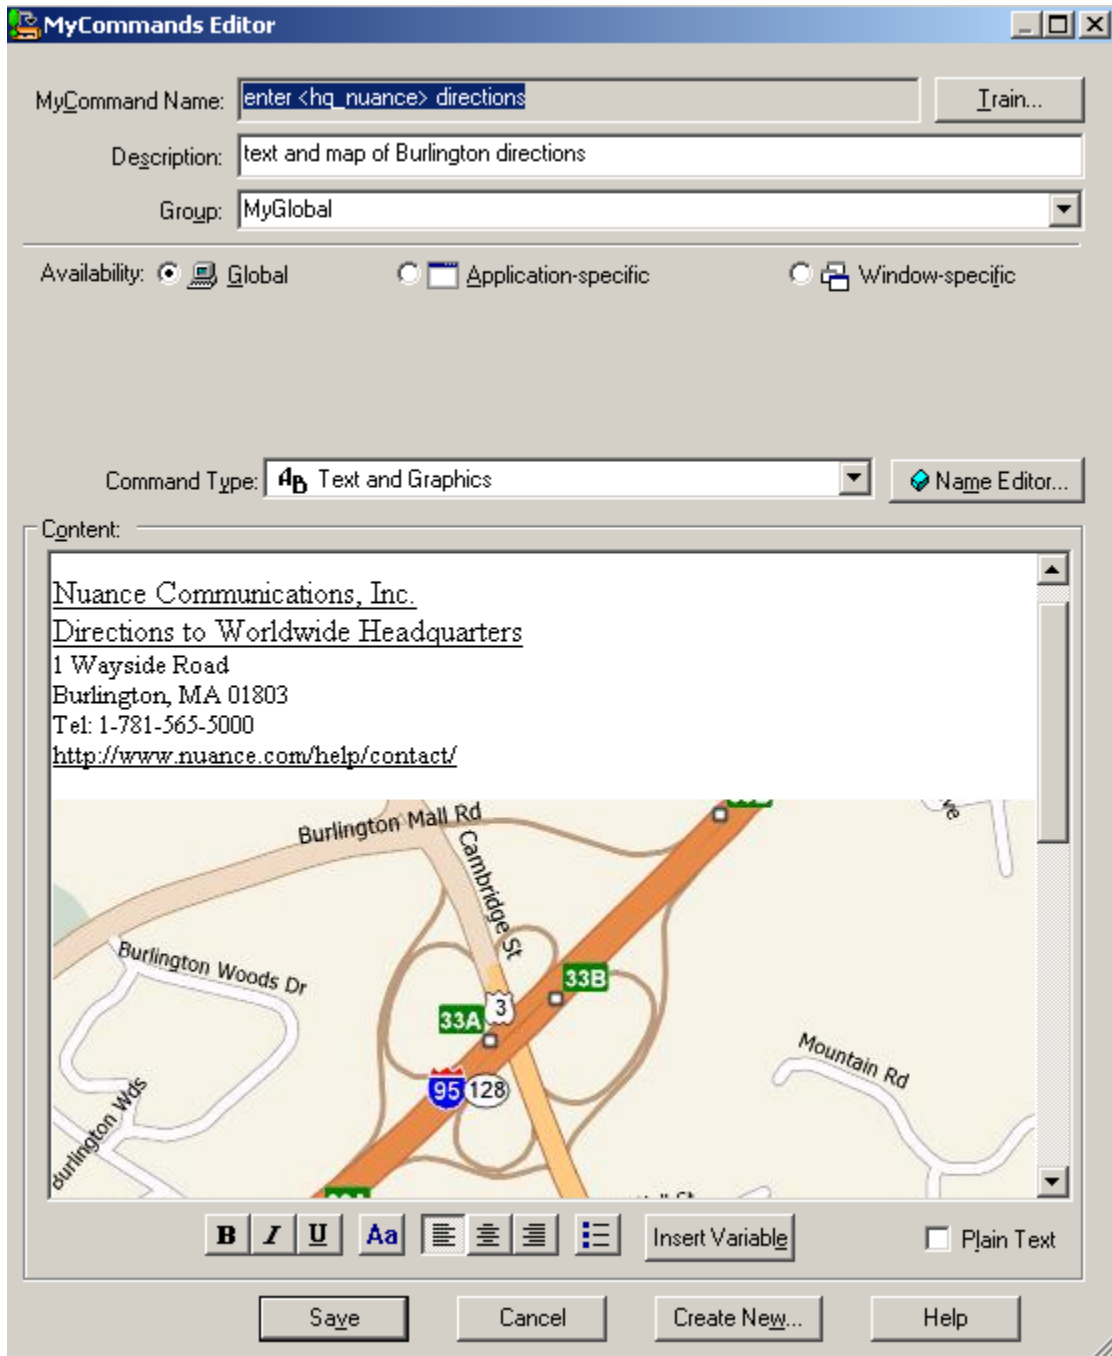 MyCommands Editor
MyCommand Name: enter <hq_nuance> directions Train...
Description: text and map of Burlington directions
Group: MyGlobal
Availability: Global Application-specific Window-specific
Command Type: AB Text and Graphics Name Editor...
Content:
Nuance Communications, Inc.
Directions to Worldwide Headquarters
1 Wayside Road
Burlington, MA 01803
Tel: 1-781-565-5000
http://www.nuance.com/help/contact/
Burlington Mall Rd
Cambridge St
Burlington Woods Dr
33B
33A 3
Mountain Rd
95 128
Burlington Wds
B I U Aa Insert Variable Plain Text
Save Cancel Create New... Help